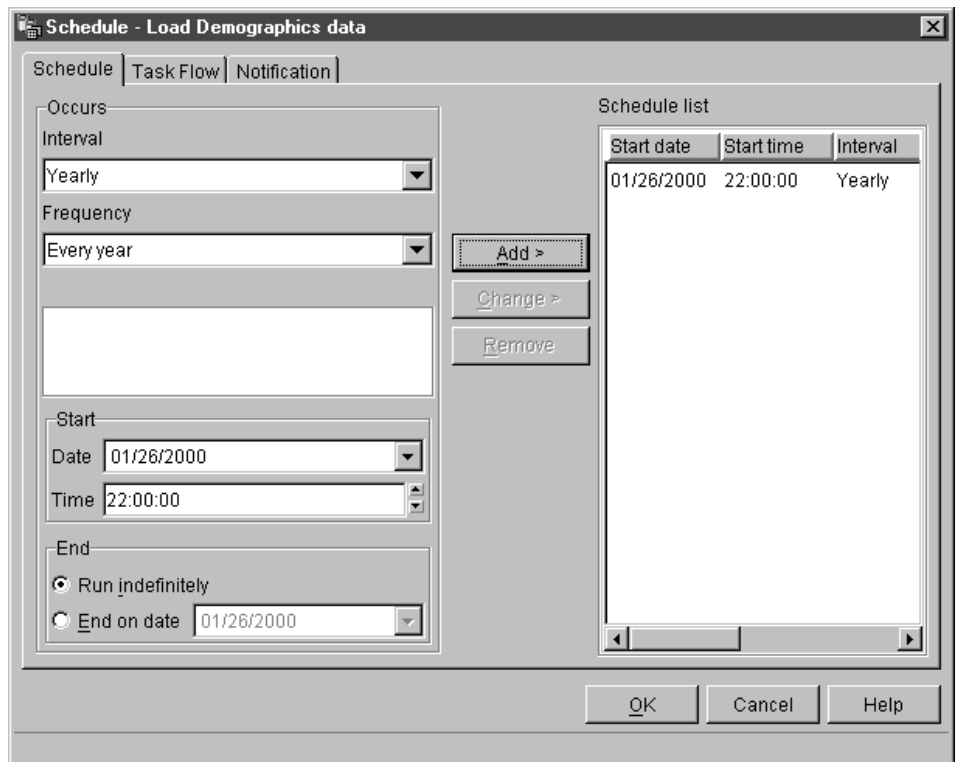 Schedule - Load Demographics data
Schedule Task Flow Notification
Occurs
Interval
Yearly
Frequency
Every year
Start
Date 01/26/2000
Time 22:00:00
End
Run indefinitely
End on date 01/26/2000
Add >
Change >
Remove
Schedule list
Start date Start time Interval
01/26/2000 22:00:00 Yearly
OK Cancel Help